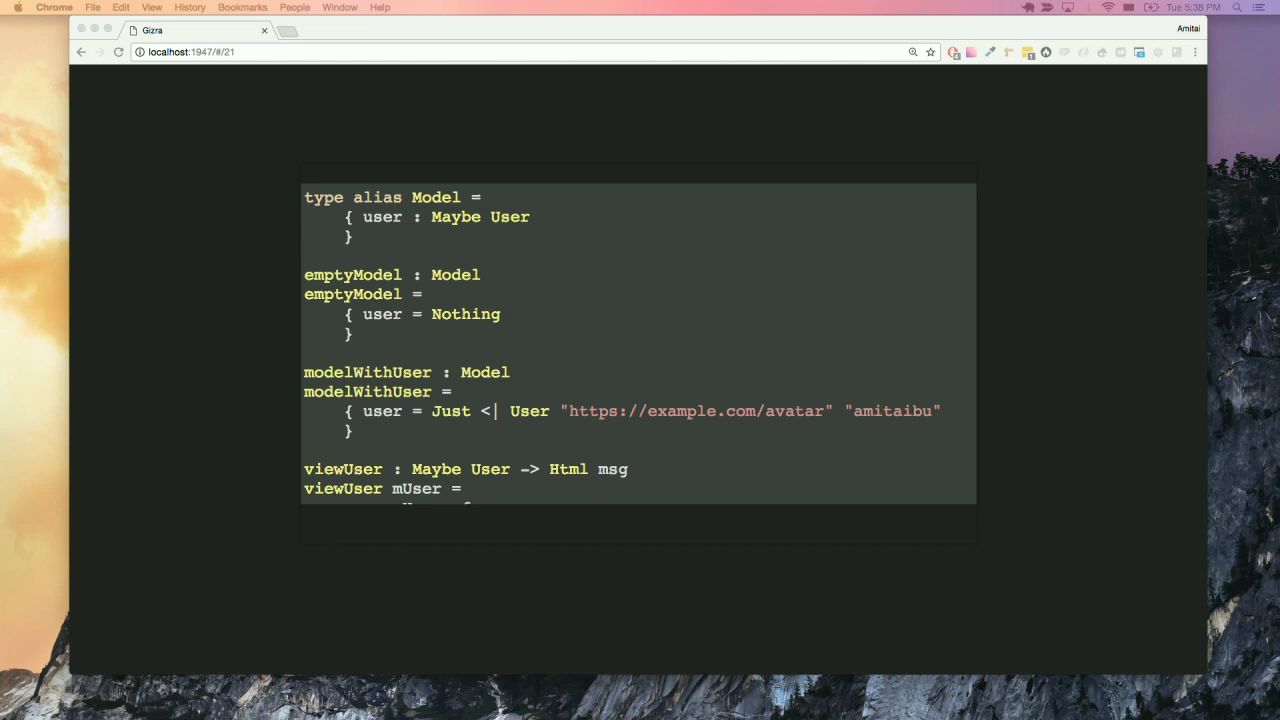 Chrome File Edit View History Bookmarks People Window Help Tue 5:38 PM
Gizra Amitai
localhost:1947/#/21
type alias Model =
{ user : Maybe User
}
emptyModel : Model
emptyModel =
{ user = Nothing
}
modelWithUser : Model
modelWithUser =
{ user = Just <| User "https://example.com/avatar" "amitaibu"
}
viewUser : Maybe User -> Html msg
viewUser mUser =